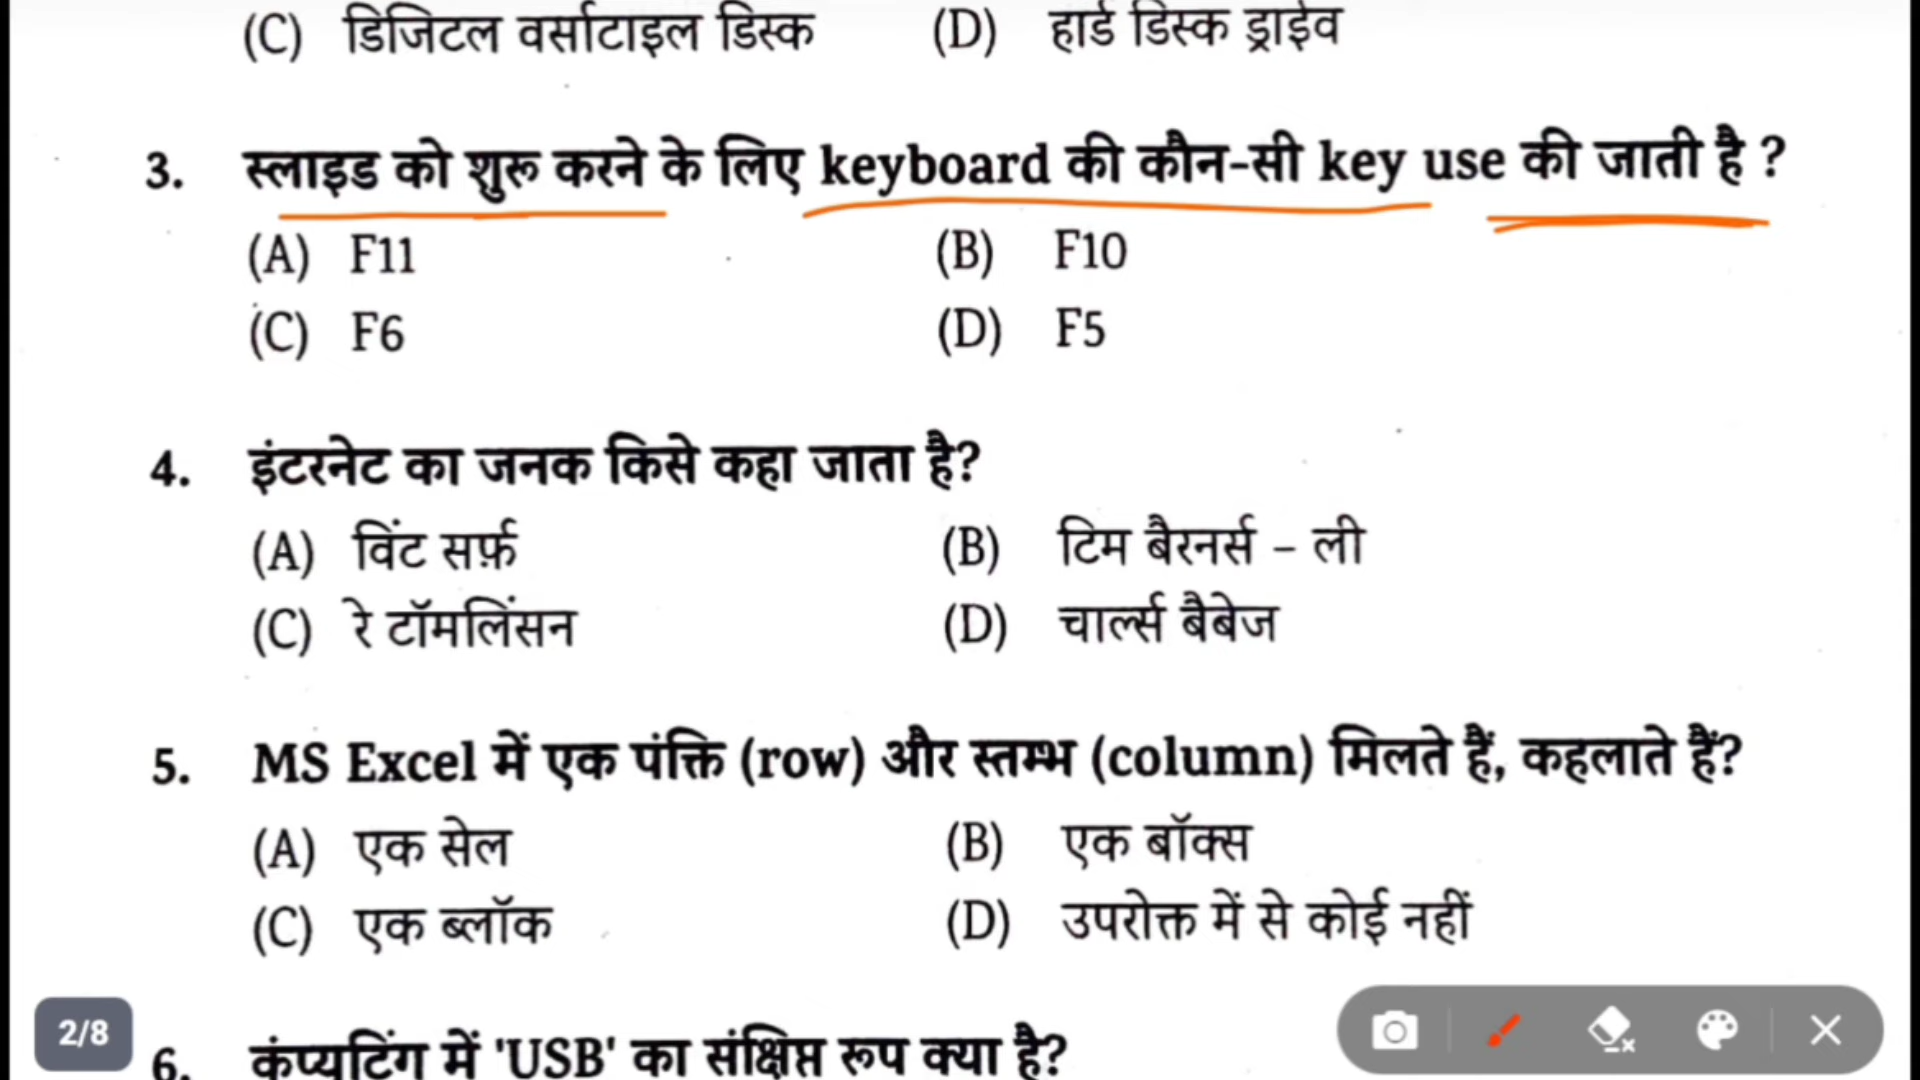 (C) डिजिटल वर्साटाइल डिस्क (D) हार्ड डिस्क ड्राईव
3. स्लाइड को शुरू करने के लिए keyboard की कौन-सी key use की जाती है ?
(A) F11 (B) F10
(C) F6 (D) F5
4. इंटरनेट का जनक किसे कहा जाता है?
(A) विंट सर्फ़ (B) टिम बैरनर्स – ली
(C) रे टॉमलिंसन (D) चार्ल्स बैबेज
5. MS Excel में एक पंक्ति (row) और स्तम्भ (column) मिलते हैं, कहलाते हैं?
(A) एक सेल (B) एक बॉक्स
(C) एक ब्लॉक (D) उपरोक्त में से कोई नहीं
6. कंप्यूटिंग में 'USB' का संक्षिप्त रूप क्या है?
2/8